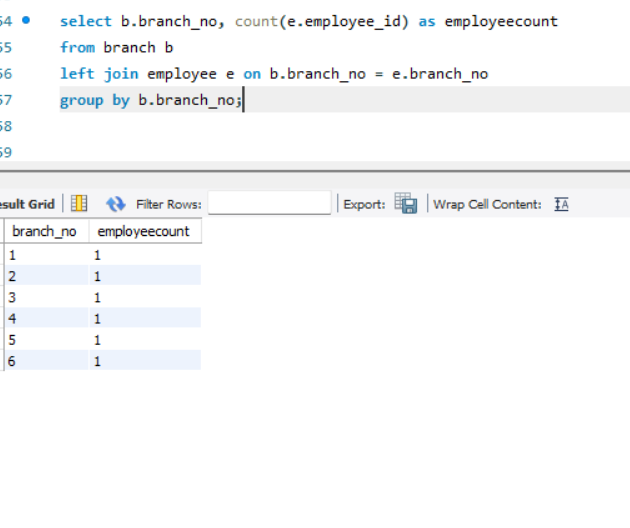 54 select b.branch_no, count(e.employee_id) as employeecount
55 from branch b
56 left join employee e on b.branch_no = e.branch_no
57 group by b.branch_no;
58
59
esult Grid Filter Rows: Export: Wrap Cell Content: IA
branch_no employeecount
1 1
2 1
3 1
4 1
5 1
6 1